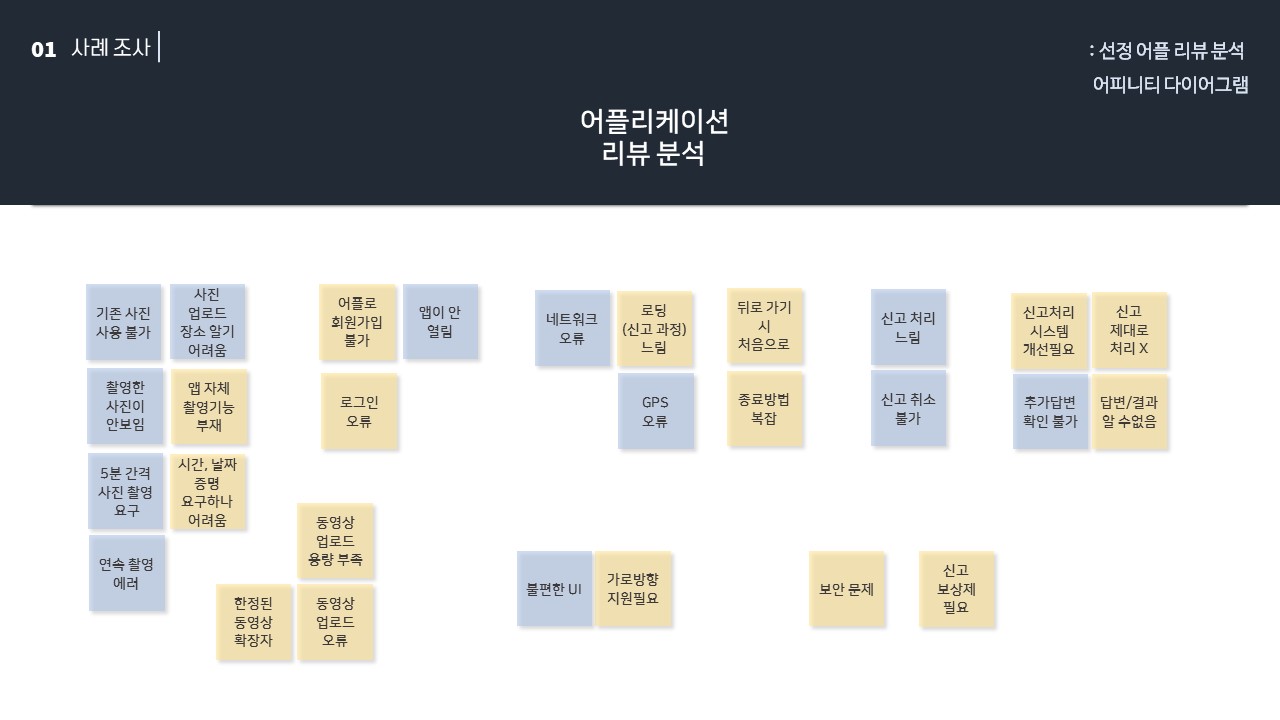 01 사례 조사
: 선정 어플 리뷰 분석
어피니티 다이어그램
어플리케이션
리뷰 분석
기존 사진
사용 불가
사진
업로드
장소 알기
어려움
촬영한
사진이
안보임
앱 자체
촬영기능
부재
5분 간격
사진 촬영
요구
시간, 날짜
증명
요구하나
어려움
연속 촬영
에러
한정된
동영상
확장자
동영상
업로드
용량 부족
동영상
업로드
오류
어플로
회원가입
불가
앱이 안
열림
로그인
오류
네트워크
오류
로딩
(신고 과정)
느림
GPS
오류
뒤로 가기
시
처음으로
종료방법
복잡
신고 처리
느림
신고 취소
불가
신고처리
시스템
개선필요
신고
제대로
처리 X
추가답변
확인 불가
답변/결과
알 수없음
불편한 UI
가로방향
지원필요
보안 문제
신고
보상제
필요